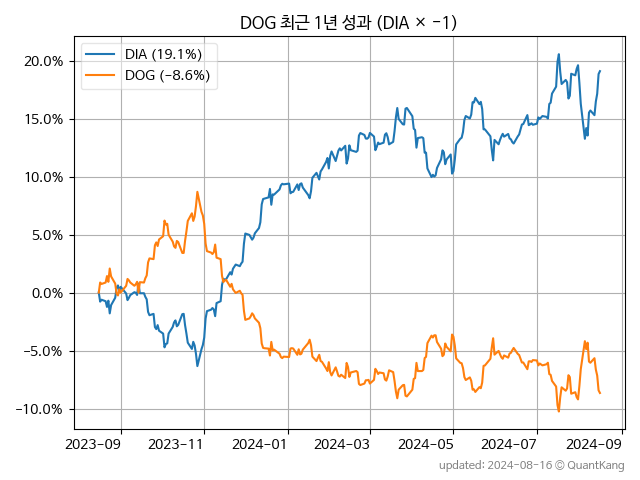 DOG 최근 1년 성과 (DIA × -1)
DIA (19.1%)
DOG (-8.6%)
20.0%
15.0%
10.0%
5.0%
0.0%
-5.0%
-10.0%
2023-09 2023-11 2024-01 2024-03 2024-05 2024-07 2024-09
updated: 2024-08-16 © QuantKang